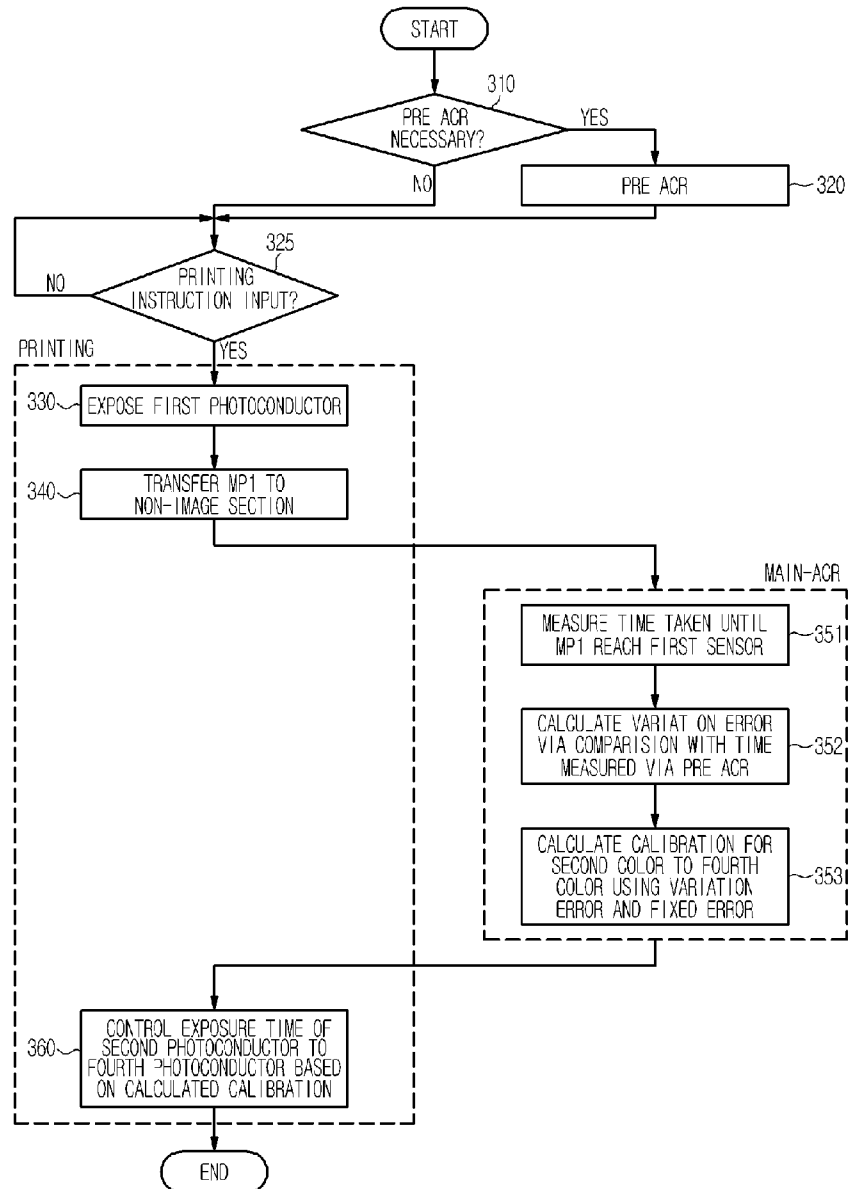 START
310
PRE ACR
NECESSARY?
YES
NO
PRE ACR
320
325
PRINTING
INSTRUCTION INPUT?
NO
YES
PRINTING
330
EXPOSE FIRST PHOTOCONDUCTOR
340
TRANSFER MP1 TO
NON-IMAGE SECTION
MAIN-ACR
MEASURE TIME TAKEN UNTIL
MP1 REACH FIRST SENSOR
351
CALCULATE VARIAT ON ERROR
VIA COMPARISION WITH TIME
MEASURED VIA PRE ACR
352
CALCULATE CALIBRATION FOR
SECOND COLOR TO FOURTH
COLOR USING VARIATION
ERROR AND FIXED ERROR
353
360
CONTROL EXPOSURE TIME OF
SECOND PHOTOCONDUCTOR TO
FOURTH PHOTOCONDUCTOR BASED
ON CALCULATED CALIBRATION
END